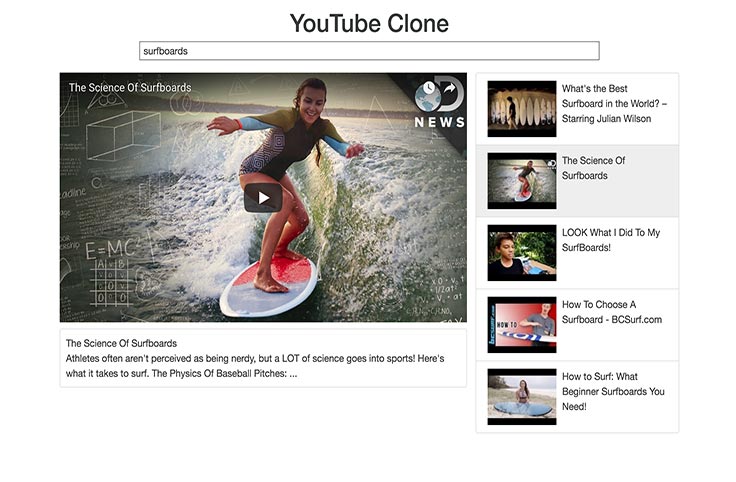 YouTube Clone
surfboards
The Science Of Surfboards
NEWS
E=MC
HOW TO
The Science Of Surfboards
Athletes often aren't perceived as being nerdy, but a LOT of science goes into sports! Here's
what it takes to surf. The Physics Of Baseball Pitches: ...
What's the Best
Surfboard in the World? –
Starring Julian Wilson
The Science Of
Surfboards
LOOK What I Did To My
SurfBoards!
How To Choose A
Surfboard - BCSurf.com
How to Surf: What
Beginner Surfboards You
Need!